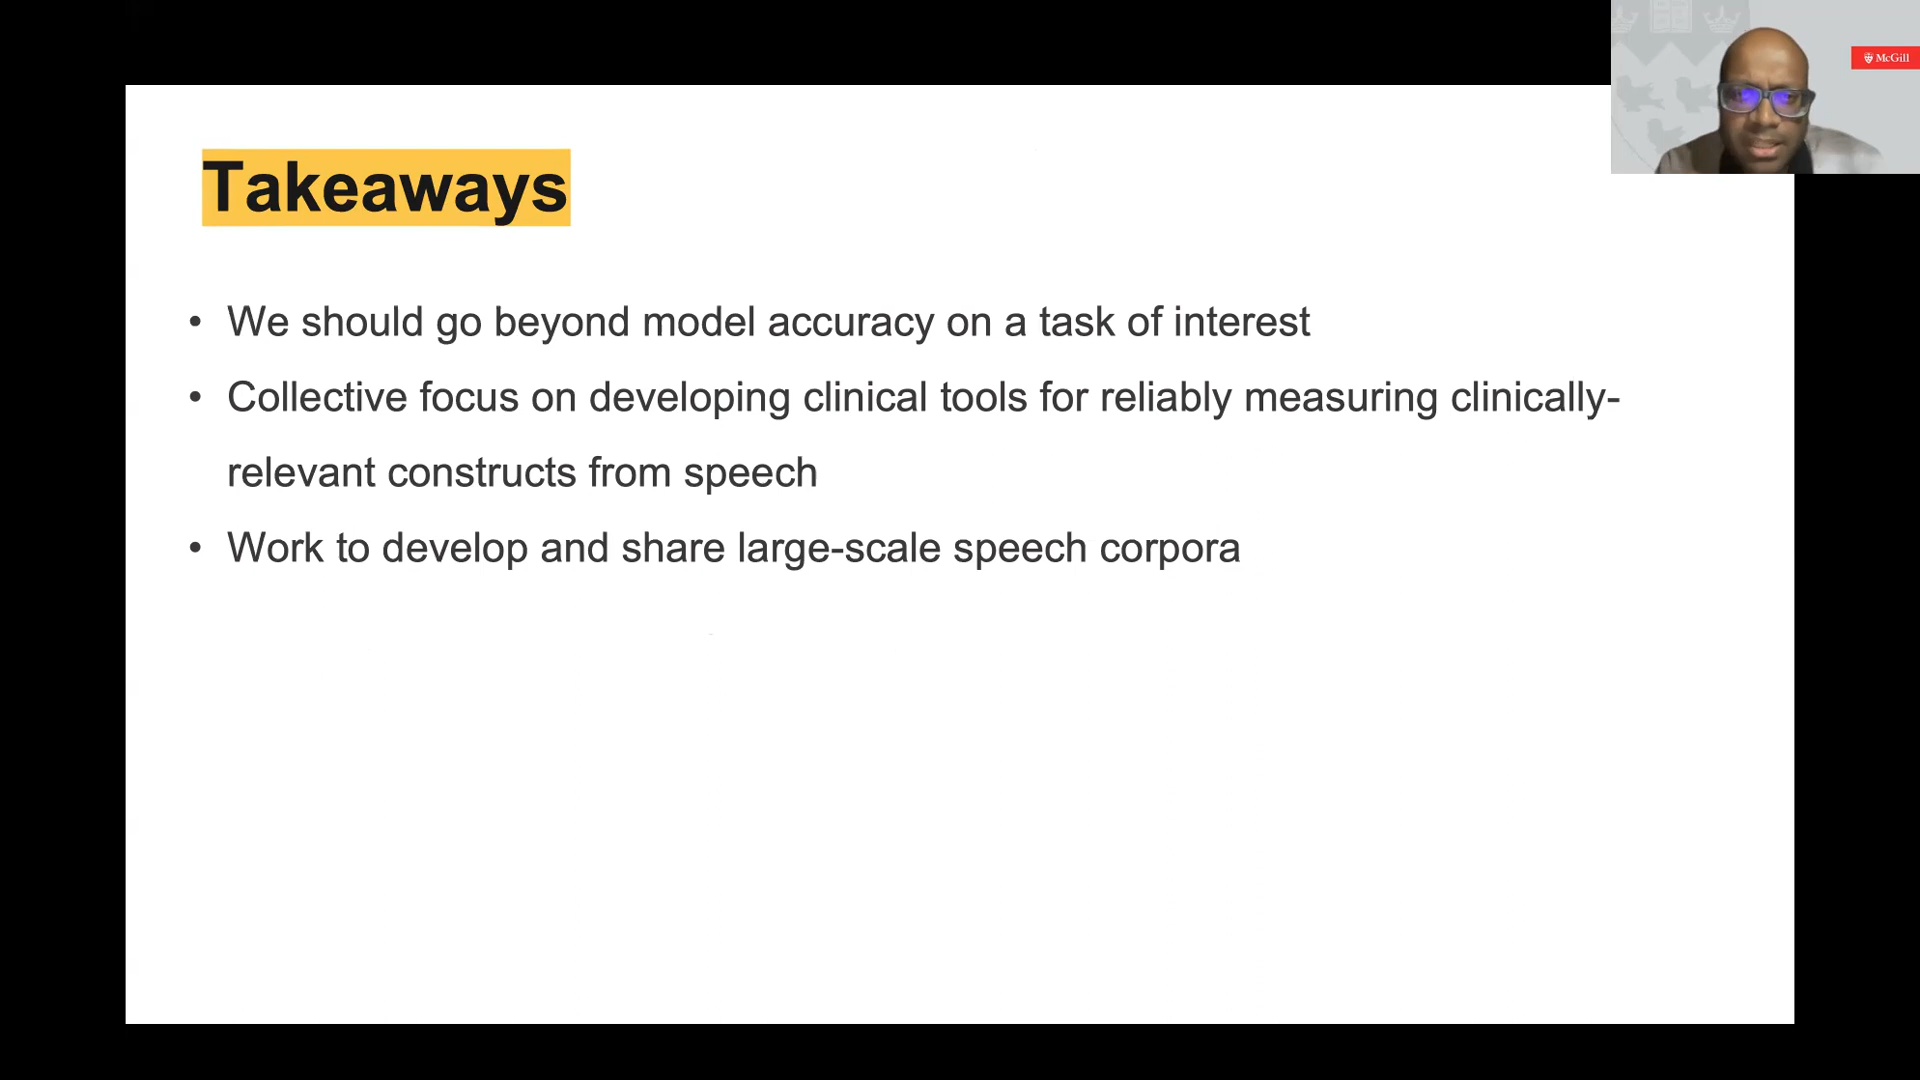 McGill
Takeaways
• We should go beyond model accuracy on a task of interest
• Collective focus on developing clinical tools for reliably measuring clinically-
relevant constructs from speech
• Work to develop and share large-scale speech corpora